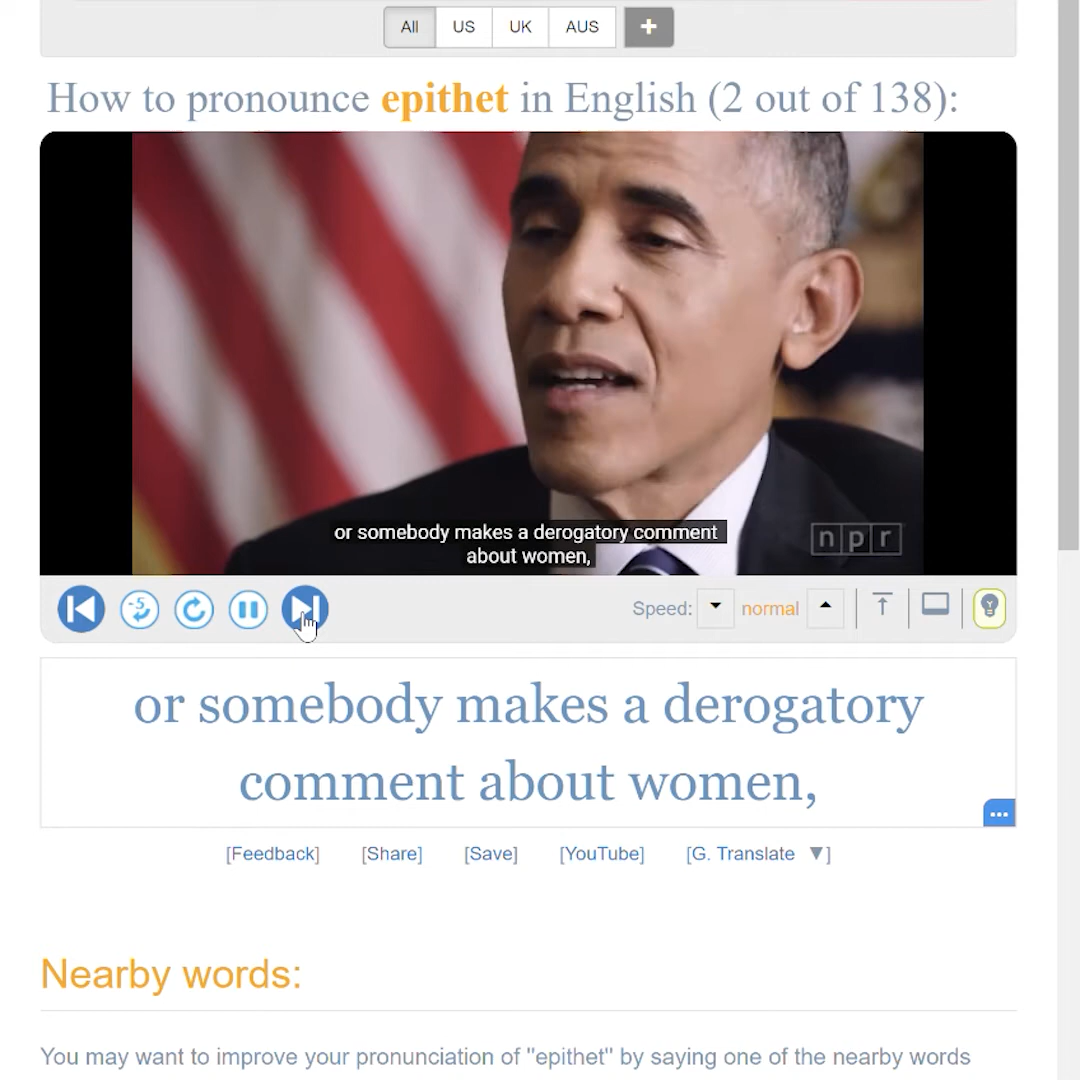 All US UK AUS +
How to pronounce epithet in English (2 out of 138):
or somebody makes a derogatory comment
about women,
npr
-5 Speed: normal
or somebody makes a derogatory
comment about women,
[Feedback] [Share] [Save] [YouTube] [G. Translate ▼]
Nearby words:
You may want to improve your pronunciation of "epithet" by saying one of the nearby words